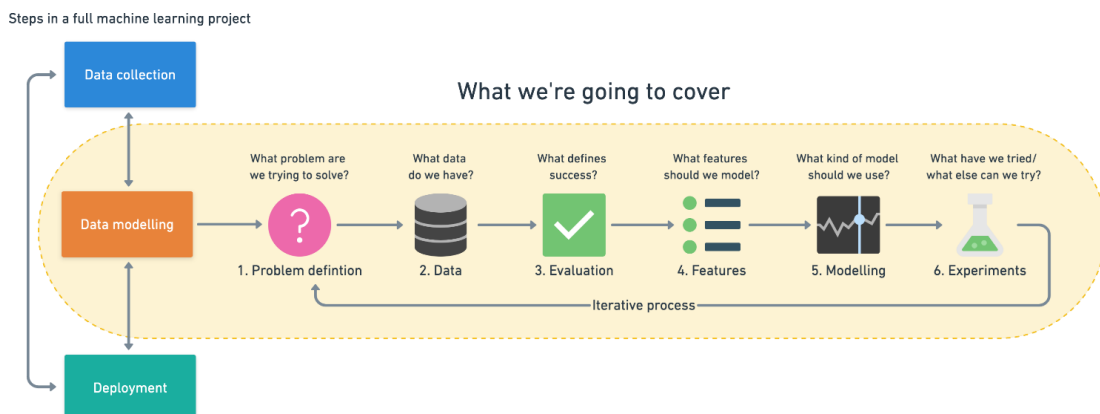 Steps in a full machine learning project
Data collection
What we're going to cover
What problem are
we trying to solve?
What data
do we have?
What defines
success?
What features
should we model?
What kind of model
should we use?
What have we tried/
what else can we try?
Data modelling
?
1. Problem defintion
2. Data
3. Evaluation
4. Features
5. Modelling
6. Experiments
Iterative process
Deployment